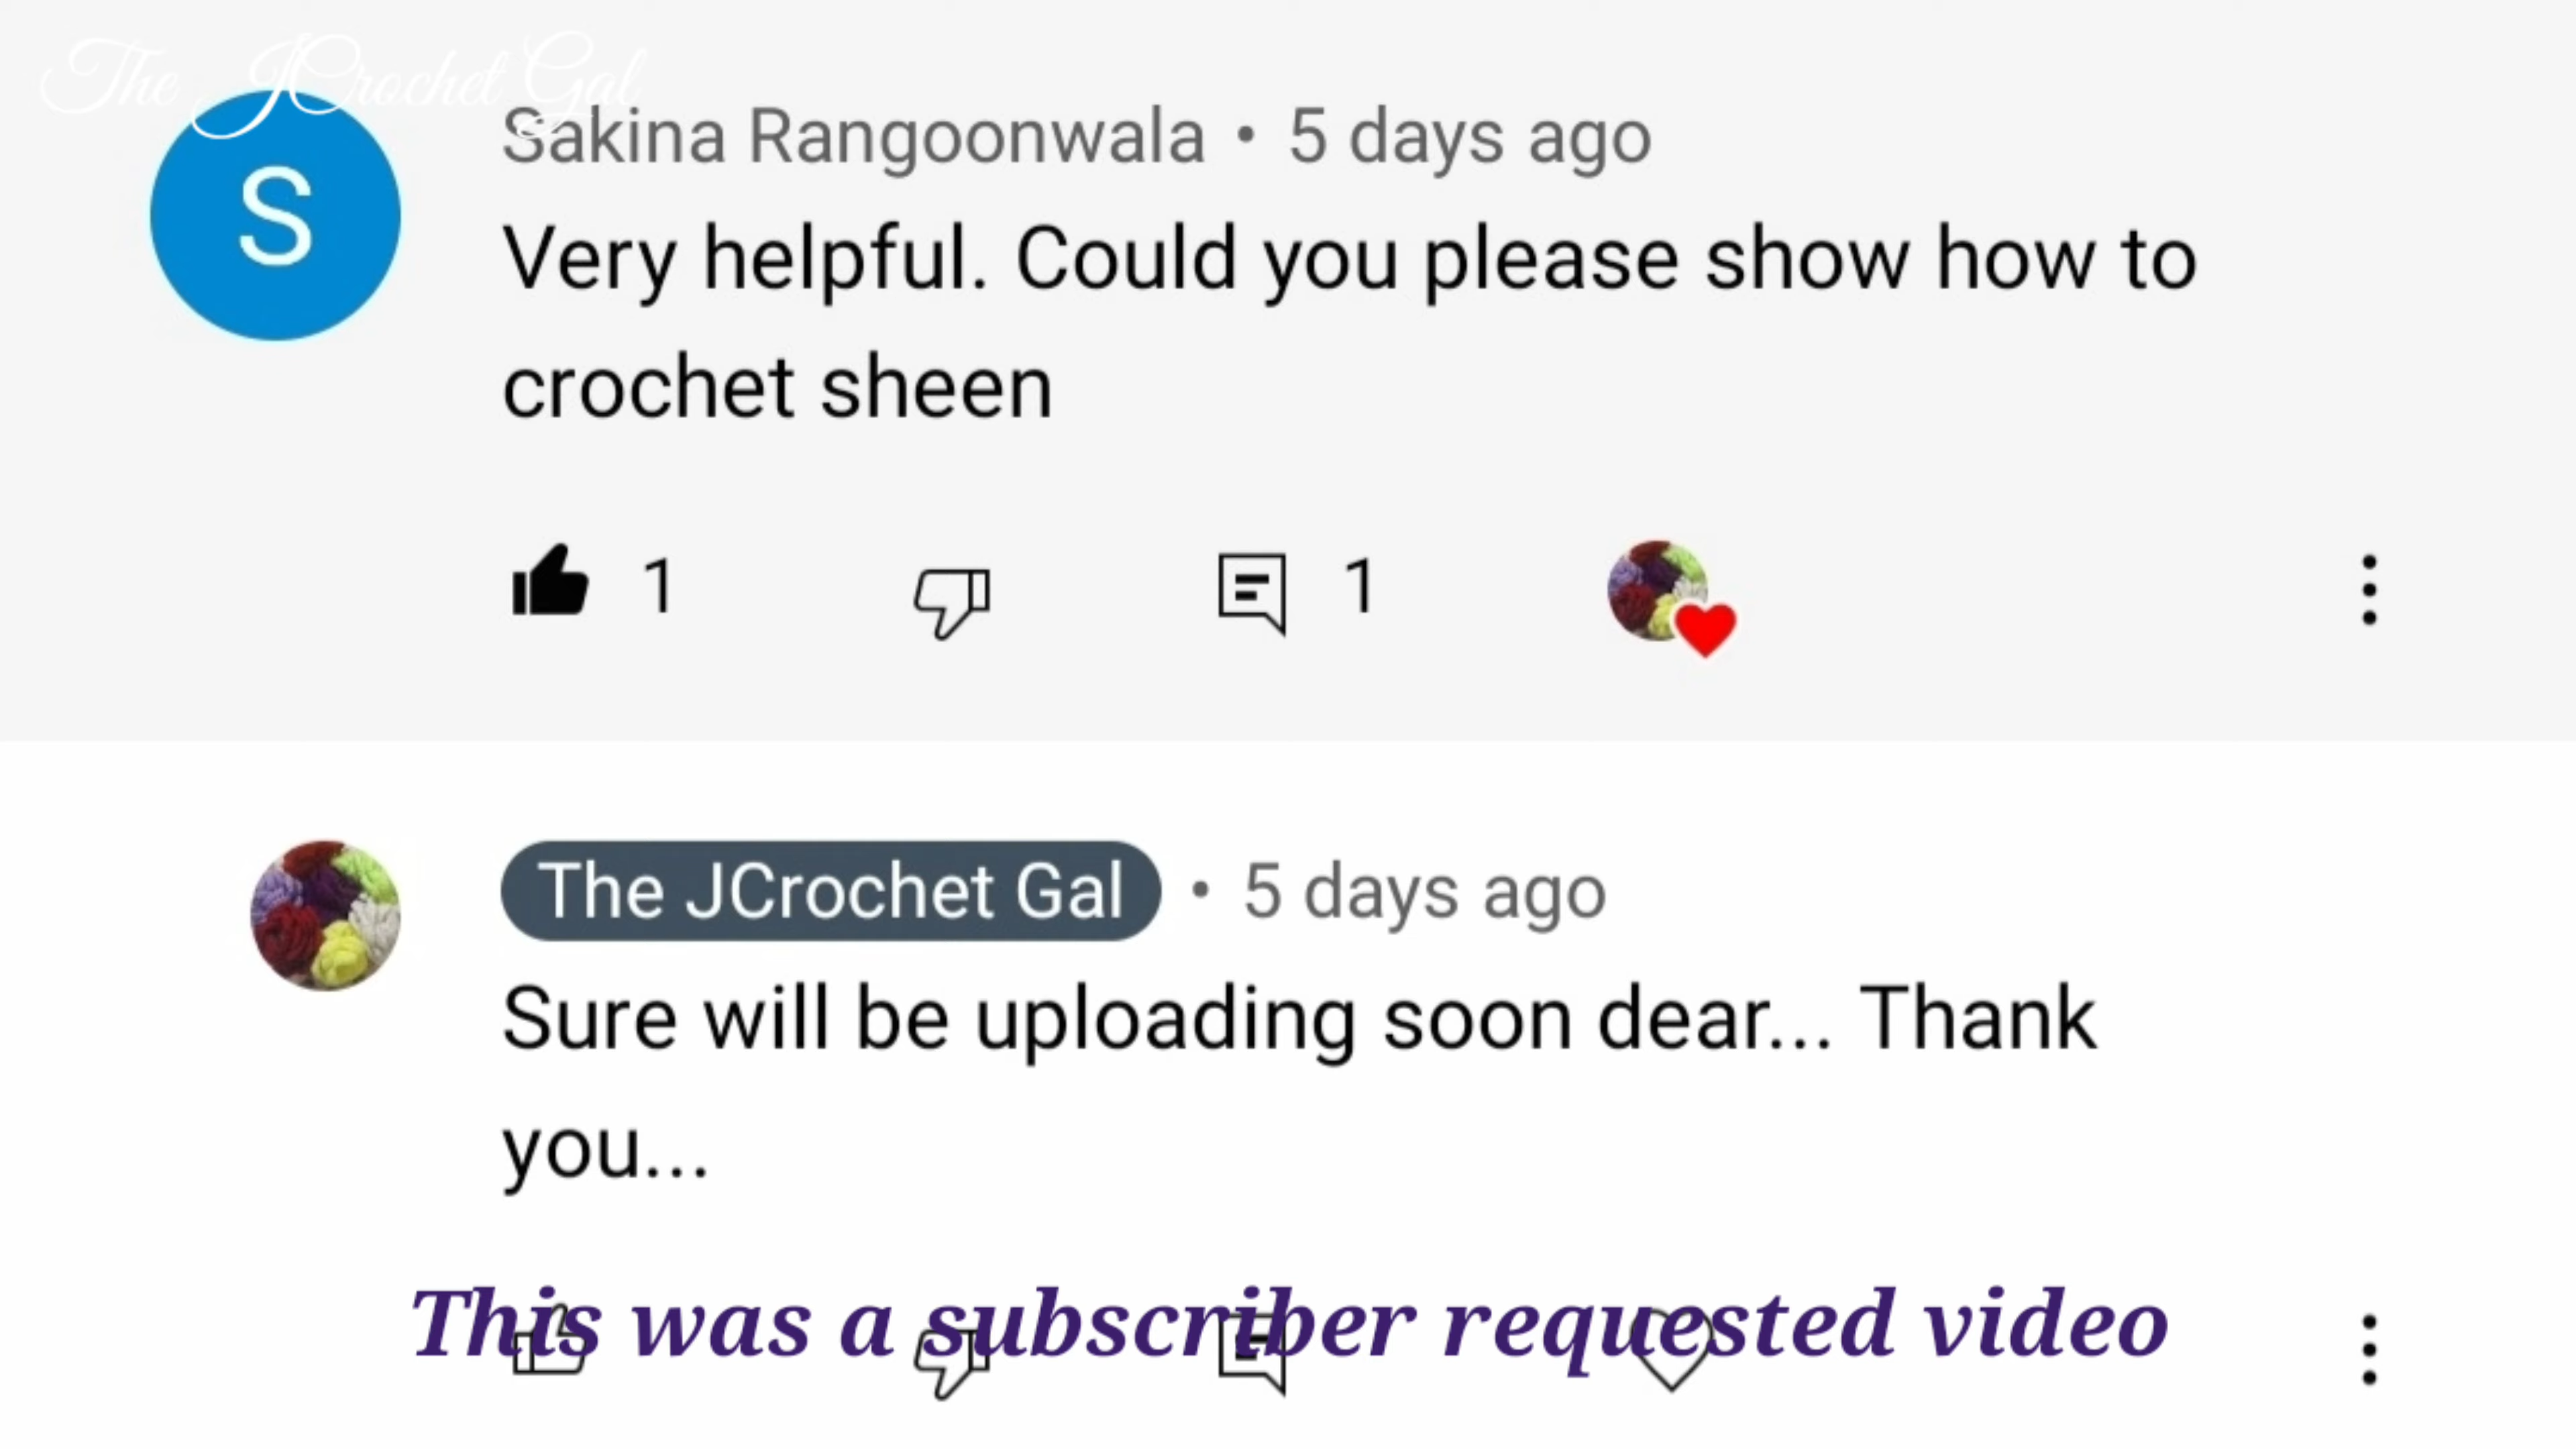 The JCrochet Gal
S
Sakina Rangoonwala • 5 days ago
Very helpful. Could you please show how to
crochet sheen
1 1
The JCrochet Gal • 5 days ago
Sure will be uploading soon dear... Thank
you...
This was a subscriber requested video